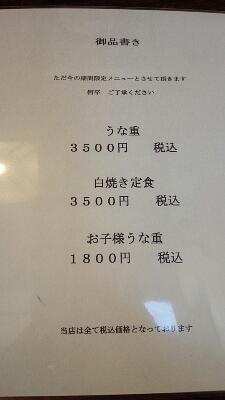 御品書き
ただ今の期間限定メニューとさせて頂きます
何卒　ご了承ください
うな重
３５００円　税込
白焼き定食
３５００円　税込
お子様うな重
１８００円　税込
当店は全て税込価格となっております